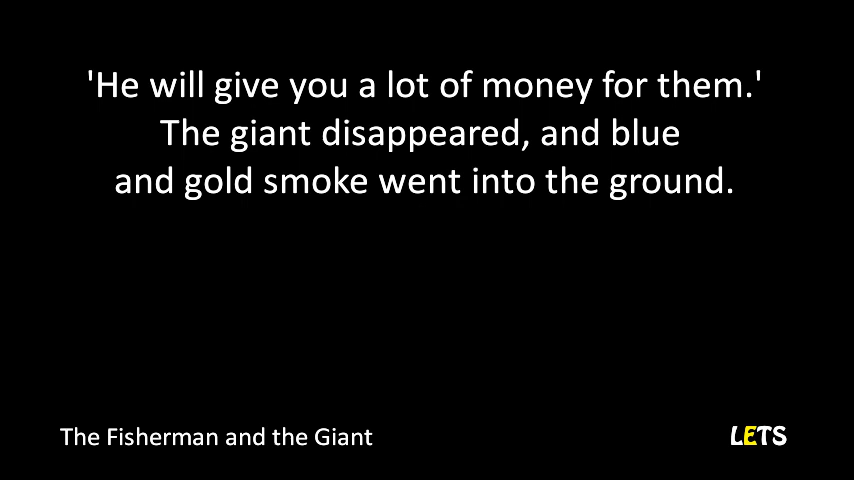 'He will give you a lot of money for them.'
The giant disappeared, and blue
and gold smoke went into the ground.
The Fisherman and the Giant
LETS